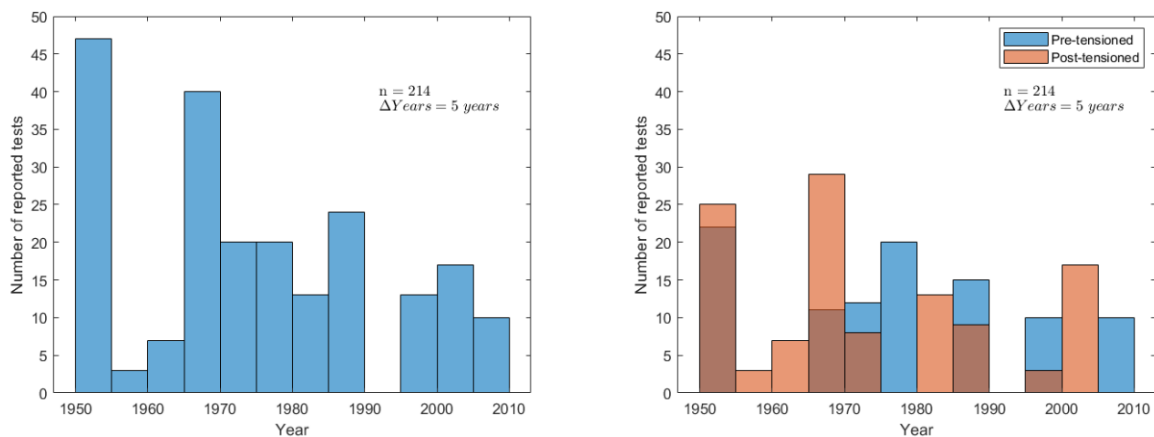 50
45
40
35
30
25
20
15
10
5
0
Number of reported tests
n = 214
ΔYears = 5 years
1950 1960 1970 1980 1990 2000 2010
Year
50
45
40
35
30
25
20
15
10
5
0
Number of reported tests
Pre-tensioned
Post-tensioned
n = 214
ΔYears = 5 years
1950 1960 1970 1980 1990 2000 2010
Year